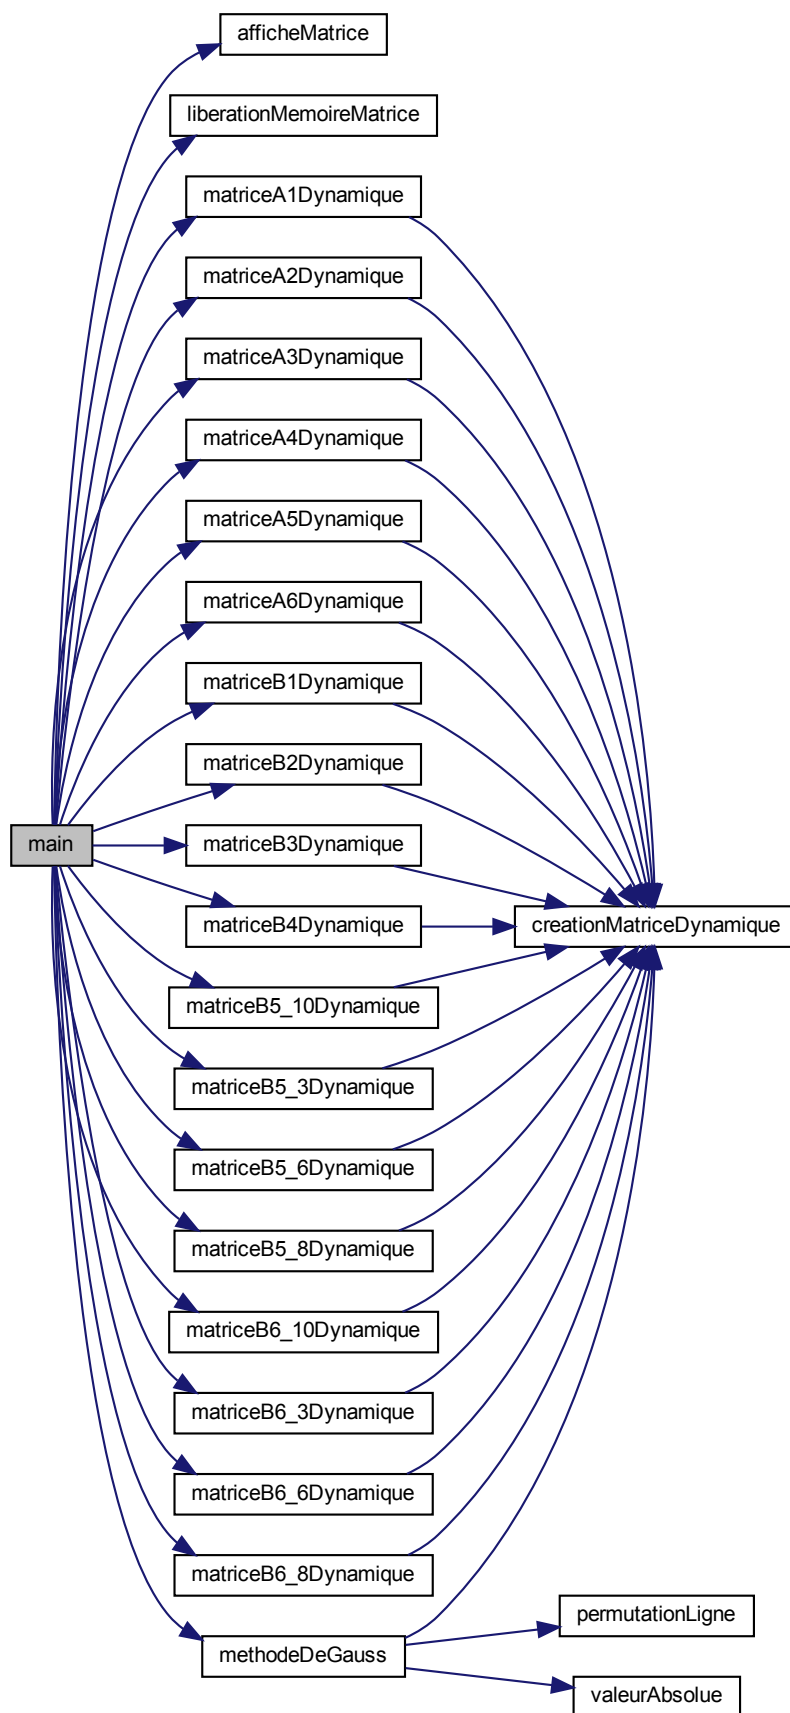 afficheMatrice
liberationMemoireMatrice
matriceA1Dynamique
matriceA2Dynamique
matriceA3Dynamique
matriceA4Dynamique
matriceA5Dynamique
matriceA6Dynamique
matriceB1Dynamique
matriceB2Dynamique
main
matriceB3Dynamique
matriceB4Dynamique
creationMatriceDynamique
matriceB5_10Dynamique
matriceB5_3Dynamique
matriceB5_6Dynamique
matriceB5_8Dynamique
matriceB6_10Dynamique
matriceB6_3Dynamique
matriceB6_6Dynamique
matriceB6_8Dynamique
permutationLigne
methodeDeGauss
valeurAbsolue